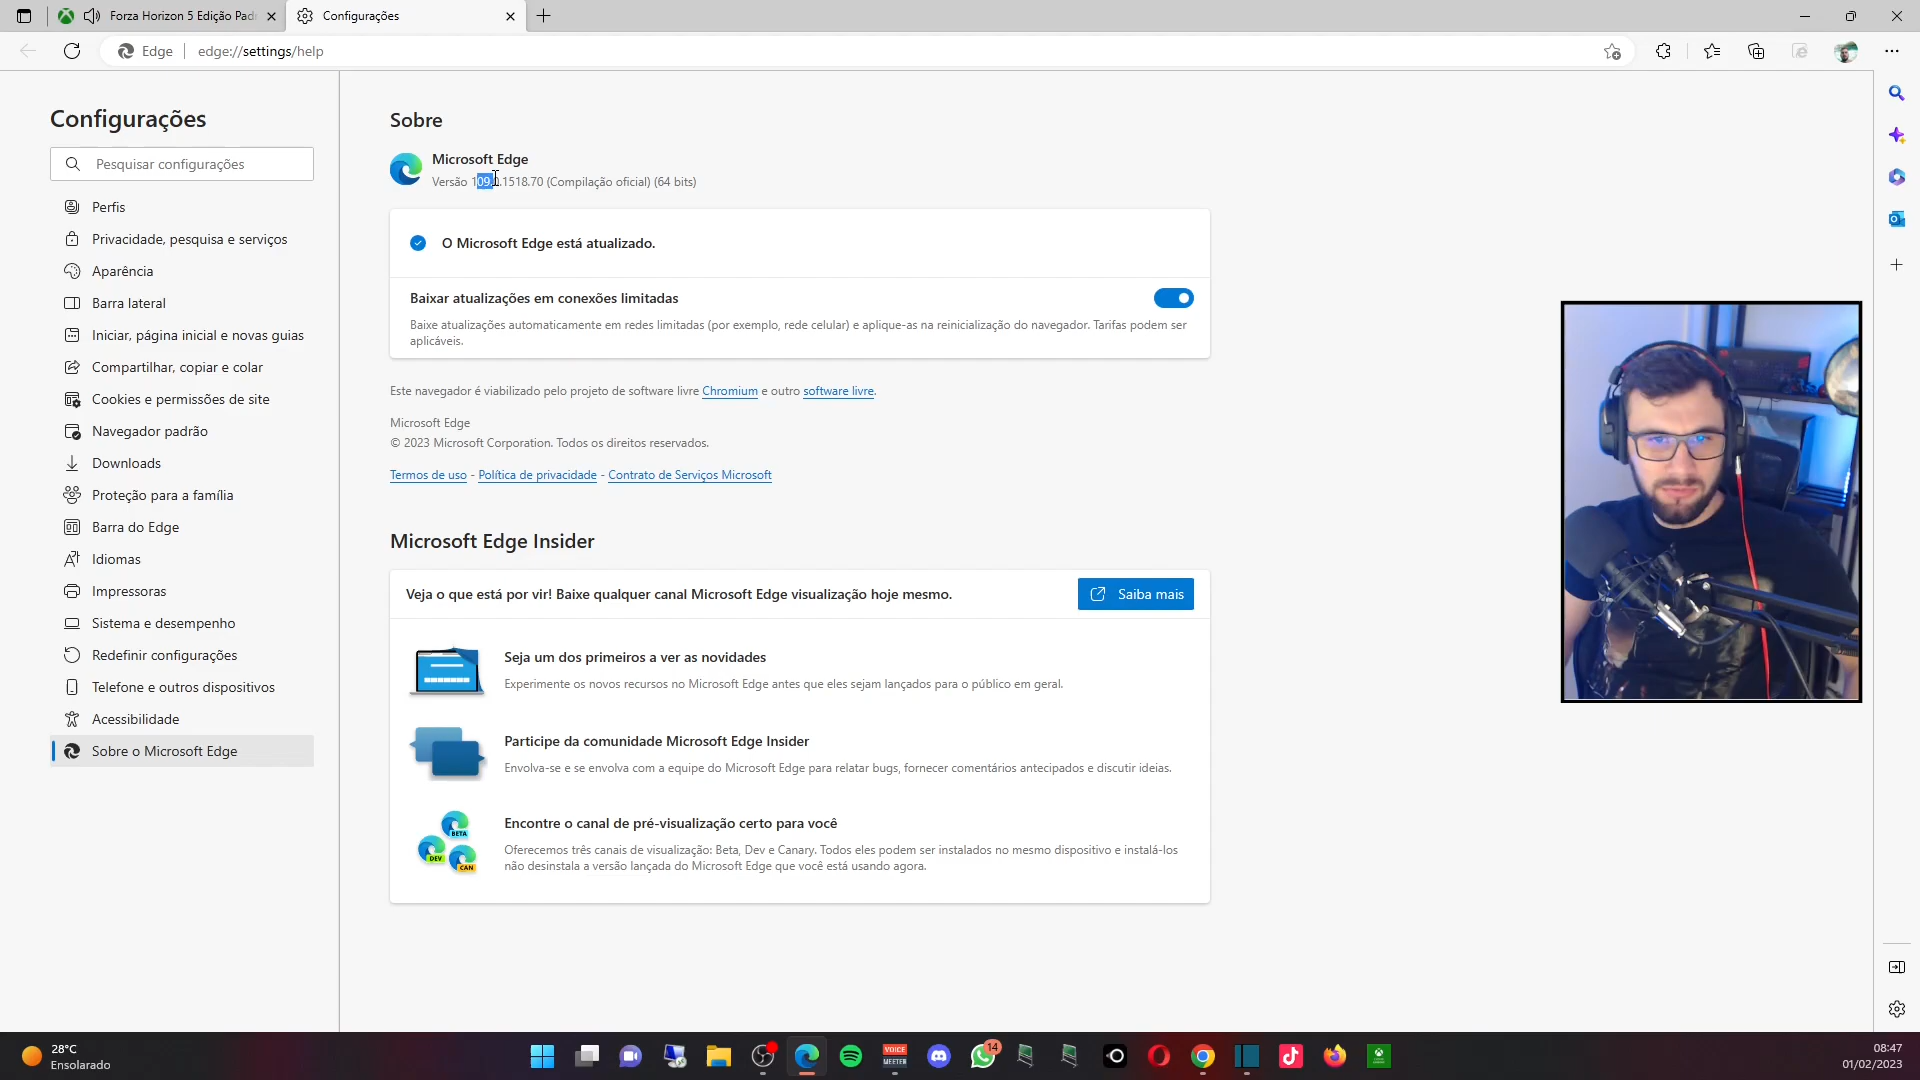 Forza Horizon 5 Edição Pad
Configurações
Edge
edge://settings/help
Configurações
Pesquisar configurações
Perfis
Privacidade, pesquisa e serviços
Aparência
Barra lateral
Iniciar, página inicial e novas guias
Compartilhar, copiar e colar
Cookies e permissões de site
Navegador padrão
Downloads
Proteção para a família
Barra do Edge
Idiomas
Impressoras
Sistema e desempenho
Redefinir configurações
Telefone e outros dispositivos
Acessibilidade
Sobre o Microsoft Edge
Sobre
Microsoft Edge
Versão 109.0.1518.70 (Compilação oficial) (64 bits)
O Microsoft Edge está atualizado.
Baixar atualizações em conexões limitadas
Baixe atualizações automaticamente em redes limitadas (por exemplo, rede celular) e aplique-as na reinicialização do navegador. Tarifas podem ser
aplicáveis.
Este navegador é viabilizado pelo projeto de software livre Chromium e outro software livre.
Microsoft Edge
© 2023 Microsoft Corporation. Todos os direitos reservados.
Termos de uso - Política de privacidade - Contrato de Serviços Microsoft
Microsoft Edge Insider
Veja o que está por vir! Baixe qualquer canal Microsoft Edge visualização hoje mesmo.
Saiba mais
Seja um dos primeiros a ver as novidades
Experimente os novos recursos no Microsoft Edge antes que eles sejam lançados para o público em geral.
Participe da comunidade Microsoft Edge Insider
Envolva-se e se envolva com a equipe do Microsoft Edge para relatar bugs, fornecer comentários antecipados e discutir ideias.
BETA
DEV
CAN
Encontre o canal de pré-visualização certo para você
Oferecemos três canais de visualização: Beta, Dev e Canary. Todos eles podem ser instalados no mesmo dispositivo e instalá-los
não desinstala a versão lançada do Microsoft Edge que você está usando agora.
28°C
Ensolarado
VOICE
MEETER
14
08:47
01/02/2023